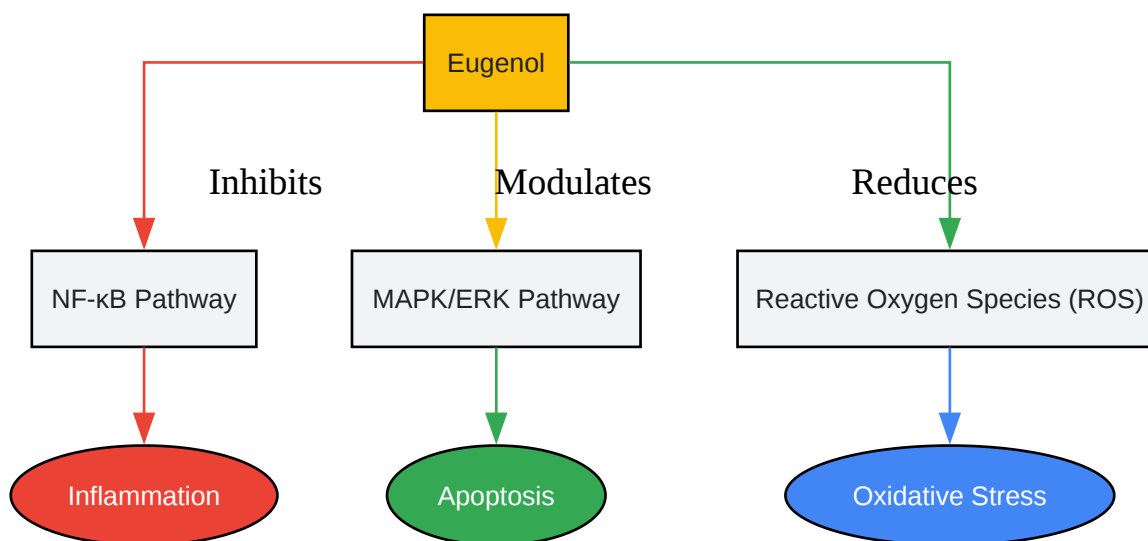 Eugenol
Inhibits
Modulates
Reduces
NF-κB Pathway
MAPK/ERK Pathway
Reactive Oxygen Species (ROS)
Inflammation
Apoptosis
Oxidative Stress